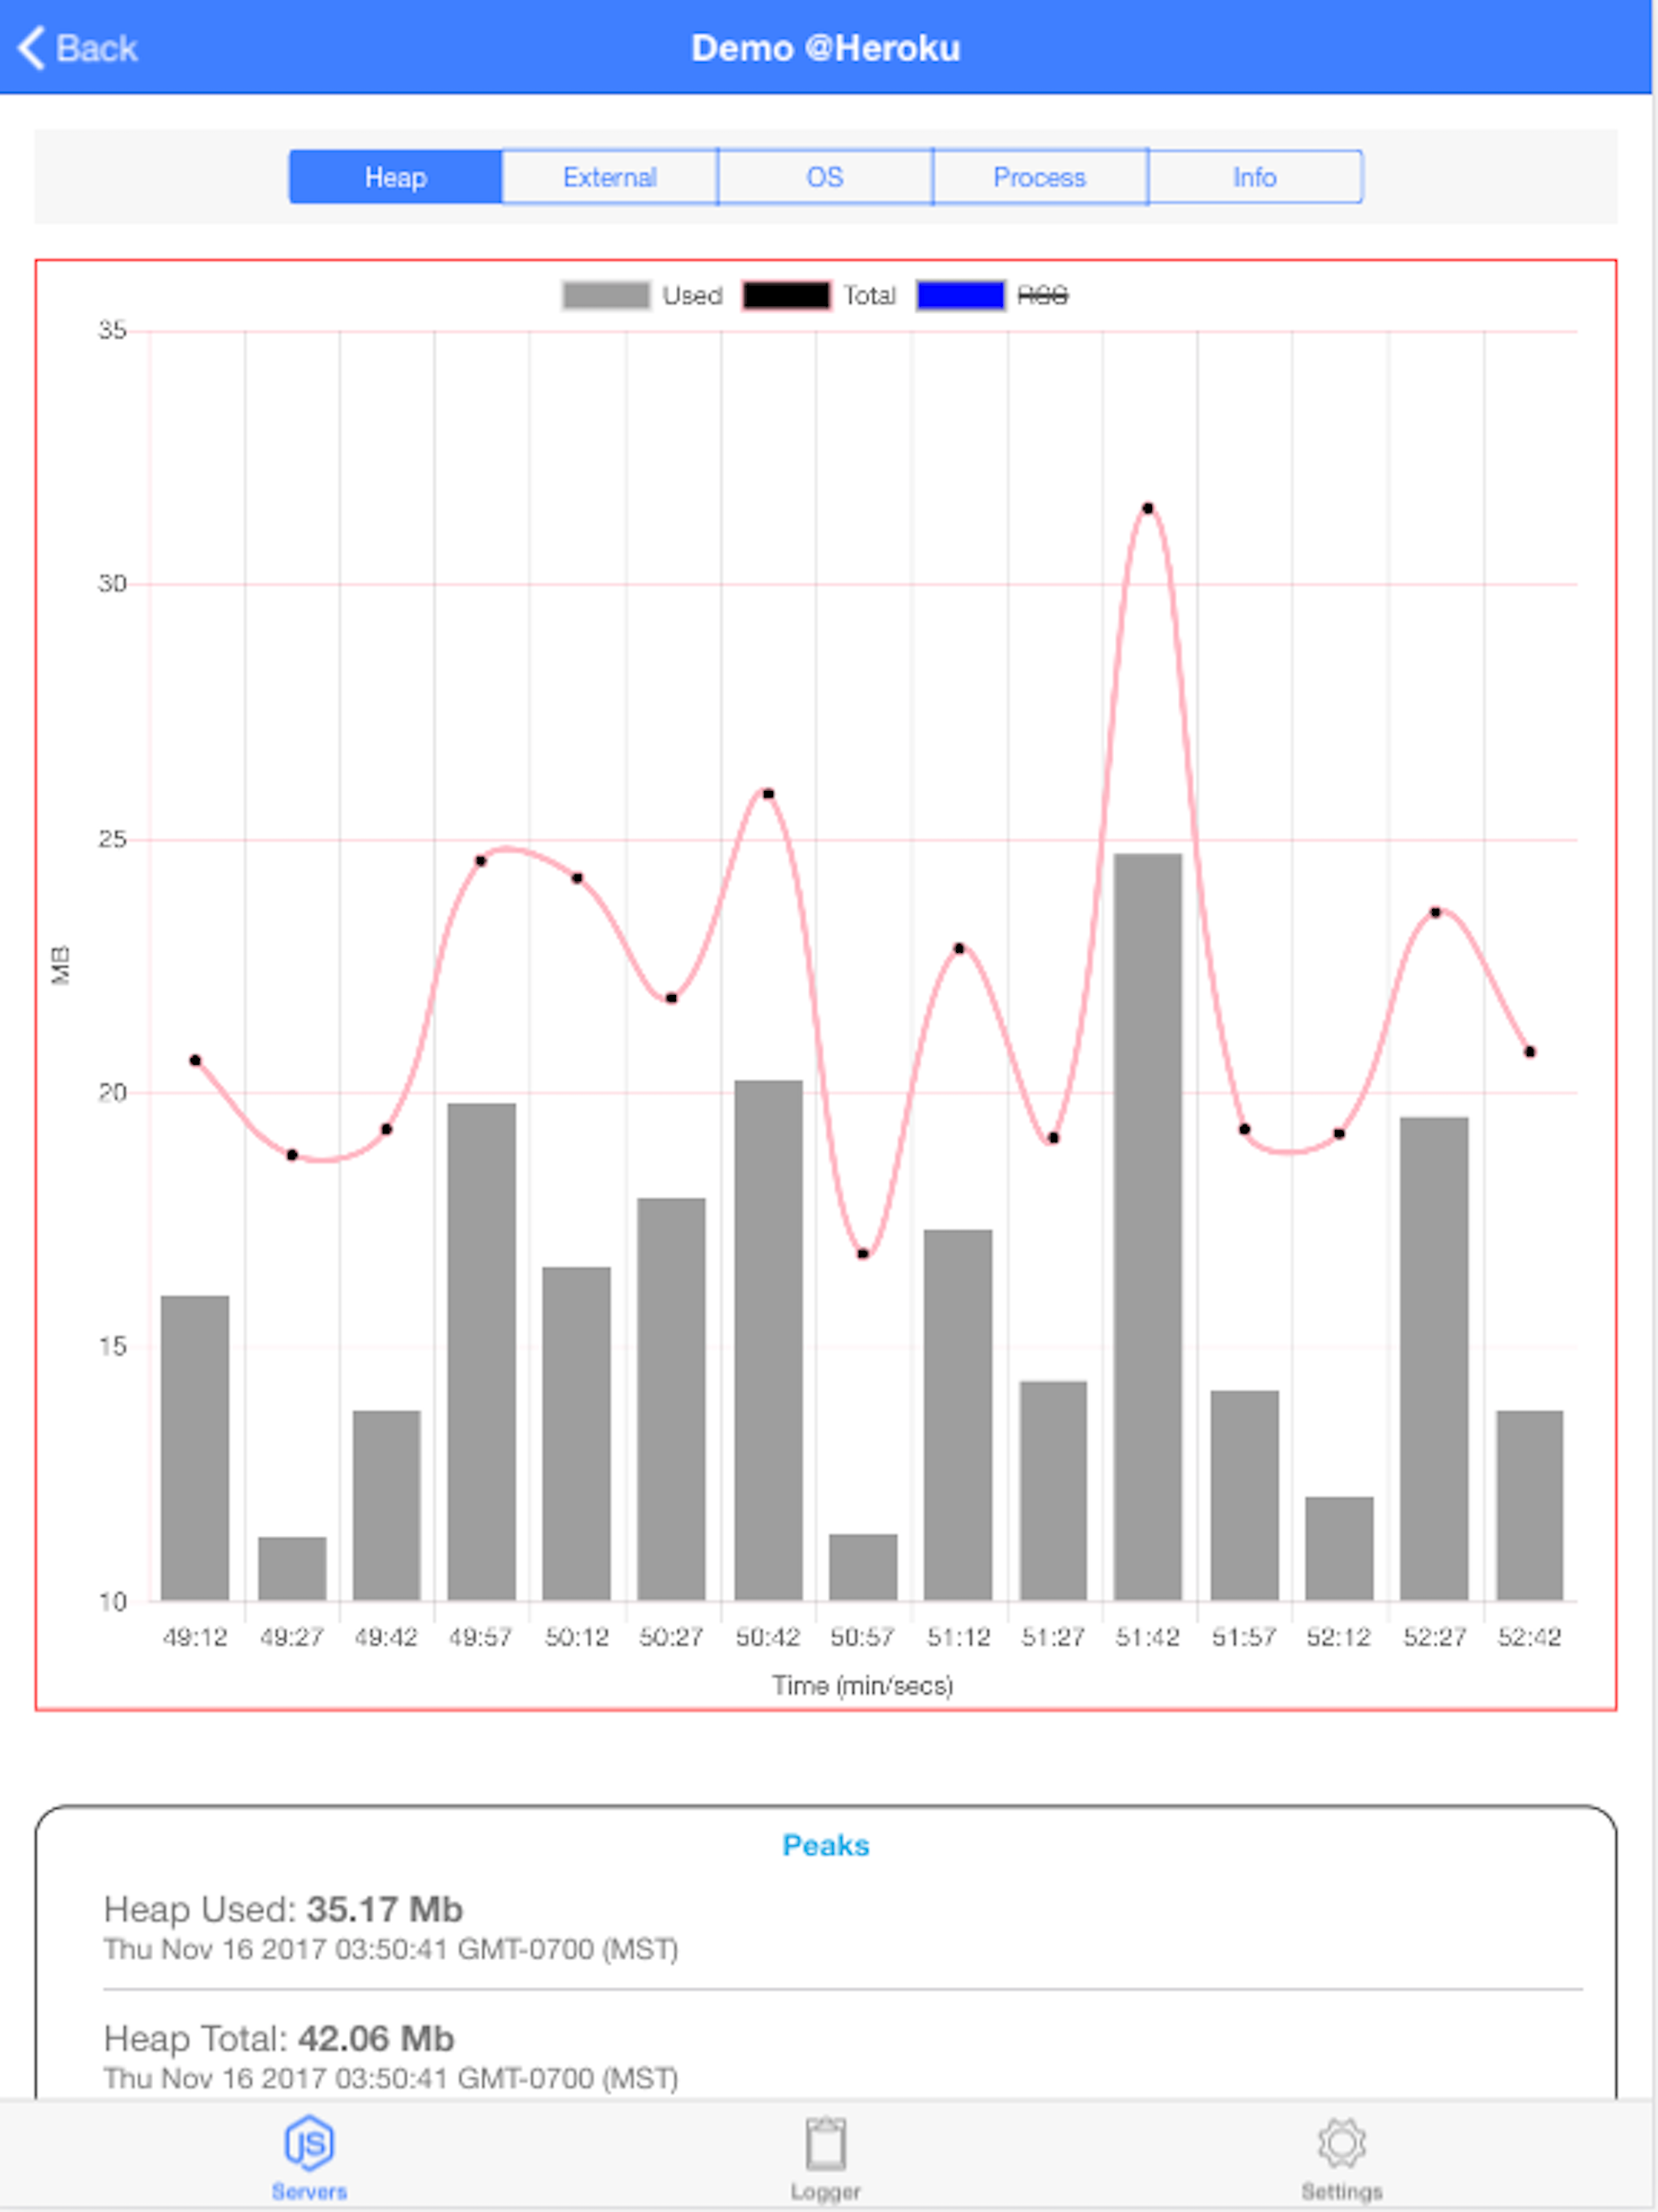 Back
Demo @Heroku
Heap External OS Process Info
Used Total RSS
35
30
25
20
15
10
MB
49:12 49:27 49:42 49:57 50:12 50:27 50:42 50:57 51:12 51:27 51:42 51:57 52:12 52:27 52:42
Time (min/secs)
Peaks
Heap Used: 35.17 Mb
Thu Nov 16 2017 03:50:41 GMT-0700 (MST)
Heap Total: 42.06 Mb
Thu Nov 16 2017 03:50:41 GMT-0700 (MST)
JS
Servers Logger Settings